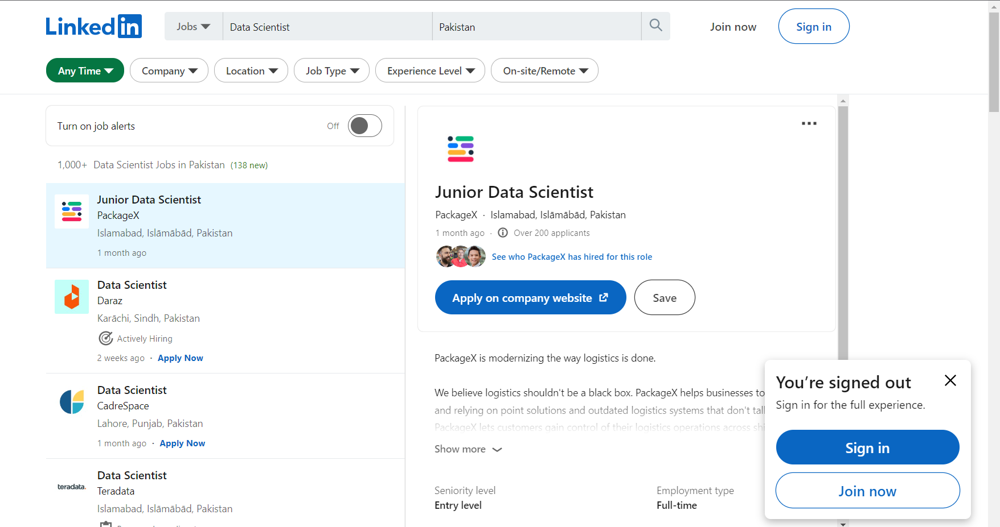 LinkedIn
Jobs
Data Scientist
Pakistan
Join now
Sign in
Any Time
Company
Location
Job Type
Experience Level
On-site/Remote
Turn on job alerts
Off
1,000+ Data Scientist Jobs in Pakistan (138 new)
Junior Data Scientist
PackageX
Islamabad, Islāmābād, Pakistan
1 month ago
Data Scientist
Daraz
Karāchi, Sindh, Pakistan
Actively Hiring
2 weeks ago · Apply Now
Data Scientist
CadreSpace
Lahore, Punjab, Pakistan
1 month ago · Apply Now
teradata.
Data Scientist
Teradata
Islamabad, Islāmābād, Pakistan
Junior Data Scientist
PackageX · Islamabad, Islāmābād, Pakistan
1 month ago · Over 200 applicants
See who PackageX has hired for this role
Apply on company website
Save
PackageX is modernizing the way logistics is done.
We believe logistics shouldn't be a black box. PackageX helps businesses to
and relying on point solutions and outdated logistics systems that don't tal
PackageX lets customers gain control of their logistics operations across shi
Show more
Seniority level
Entry level
Employment type
Full-time
You're signed out
Sign in for the full experience.
Sign in
Join now